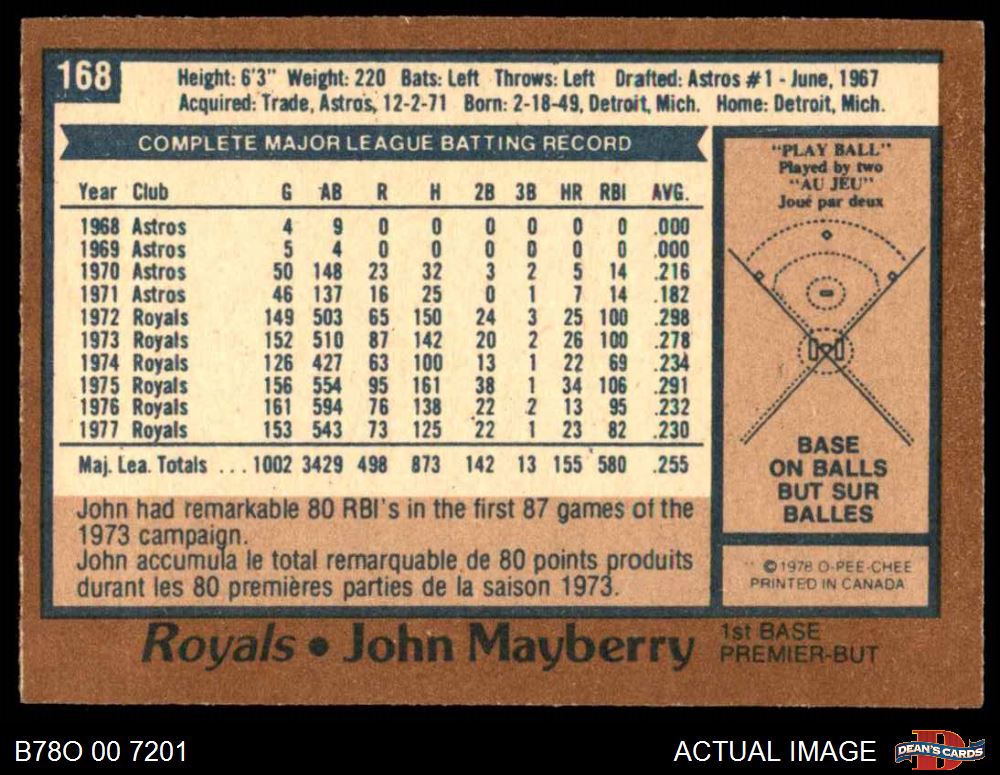 168
Height: 6'3" Weight: 220 Bats: Left Throws: Left Drafted: Astros #1 - June, 1967
Acquired: Trade, Astros, 12-2-71 Born: 2-18-49, Detroit, Mich. Home: Detroit, Mich.
COMPLETE MAJOR LEAGUE BATTING RECORD
Year Club G AB R H 2B 3B HR RBI AVG.
1968 Astros 4 9 0 0 0 0 0 0 .000
1969 Astros 5 4 0 0 0 0 0 0 .000
1970 Astros 50 148 23 32 3 2 5 14 .216
1971 Astros 46 137 16 25 0 1 7 14 .182
1972 Royals 149 503 65 150 24 3 25 100 .298
1973 Royals 152 510 87 142 20 2 26 100 .278
1974 Royals 126 427 63 100 13 1 22 69 .234
1975 Royals 156 554 95 161 38 1 34 106 .291
1976 Royals 161 594 76 138 22 2 13 95 .232
1977 Royals 153 543 73 125 22 1 23 82 .230
Maj. Lea. Totals ... 1002 3429 498 873 142 13 155 580 .255
John had remarkable 80 RBI's in the first 87 games of the
1973 campaign.
John accumula le total remarquable de 80 points produits
durant les 80 premières parties de la saison 1973.
"PLAY BALL"
Played by two
"AU JEU"
Joué par deux
BASE
ON BALLS
BUT SUR
BALLES
©1978 O-PEE-CHEE
PRINTED IN CANADA
Royals • John Mayberry
1st BASE
PREMIER-BUT
B78O 00 7201
ACTUAL IMAGE
D
DEAN'S CARDS